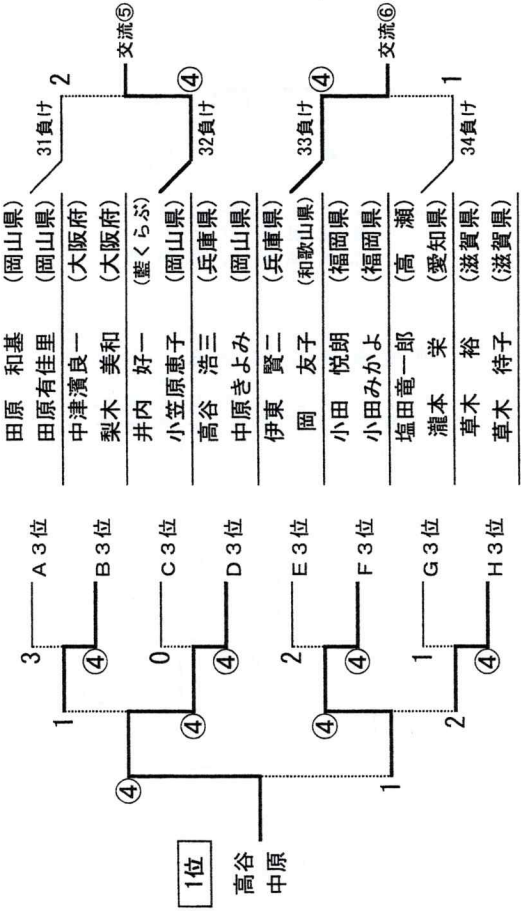 1位
高谷
中原
④
1
1
④
④
2
3
④
0
④
2
④
1
④
A3位
B3位
C3位
D3位
E3位
F3位
G3位
H3位
田原 和基 (岡山県)
田原有佳里 (岡山県)
中津濱良一 (大阪府)
梨木 美和 (大阪府)
井内 好一 (藍くらぶ)
小笠原恵子 (岡山県)
高谷 浩三 (兵庫県)
中原きよみ (岡山県)
伊東 賢二 (兵庫県)
岡 友子 (和歌山県)
小田 悦朗 (福岡県)
小田みかよ (福岡県)
塩田竜一郎 (高 瀬)
瀧本 栄 (愛知県)
草木 裕 (滋賀県)
草木 待子 (滋賀県)
31負け
2
32負け
④
交流⑤
33負け
④
34負け
1
交流⑥